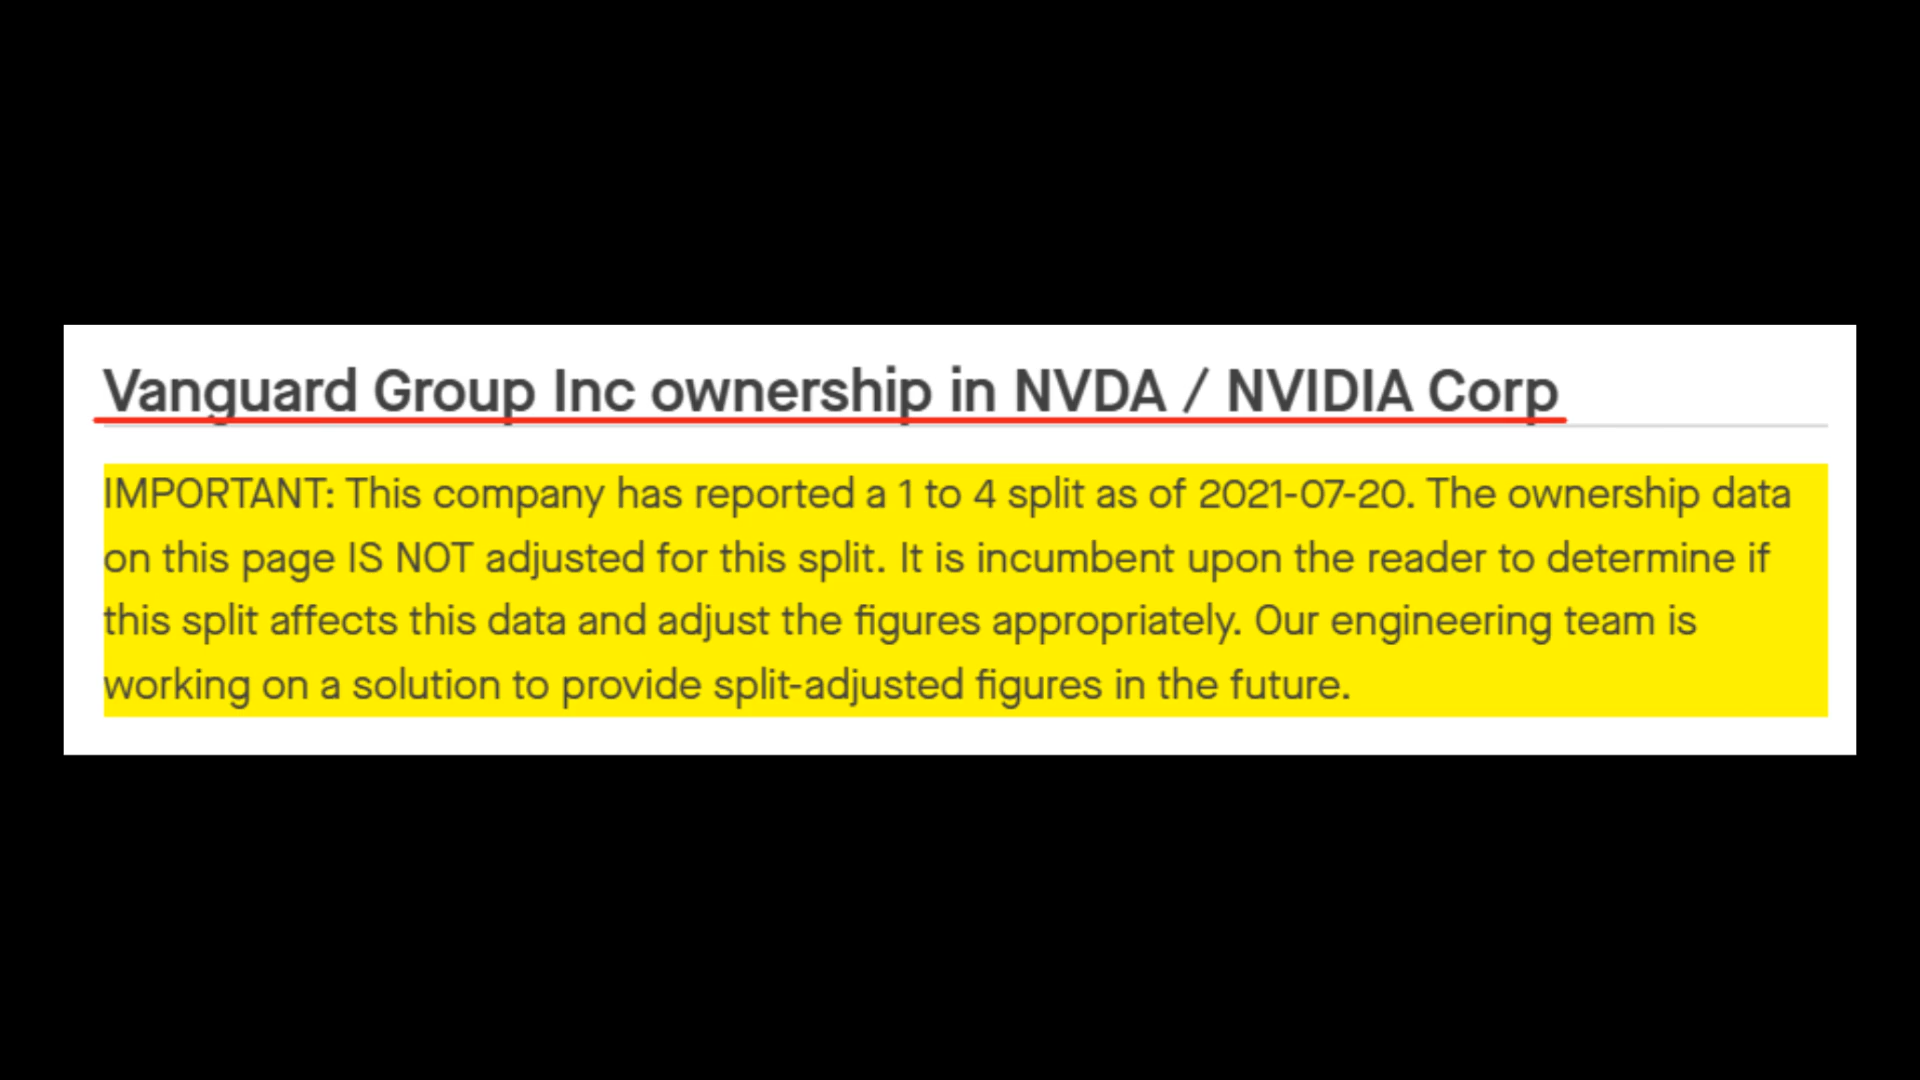 Vanguard Group Inc ownership in NVDA / NVIDIA Corp
IMPORTANT: This company has reported a 1 to 4 split as of 2021-07-20. The ownership data
on this page IS NOT adjusted for this split. It is incumbent upon the reader to determine if
this split affects this data and adjust the figures appropriately. Our engineering team is
working on a solution to provide split-adjusted figures in the future.